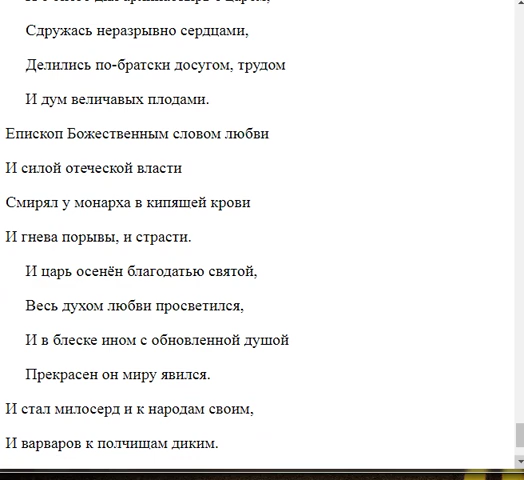 Сдружась неразрывно сердцами,
Делились по-братски досугом, трудом
И дум величавых плодами.
Епископ Божественным словом любви
И силой отеческой власти
Смирял у монарха в кипящей крови
И гнева порывы, и страсти.
И царь осенён благодатью святой,
Весь духом любви просветился,
И в блеске ином с обновленной душой
Прекрасен он миру явился.
И стал милосерд и к народам своим,
И варваров к полчищам диким.